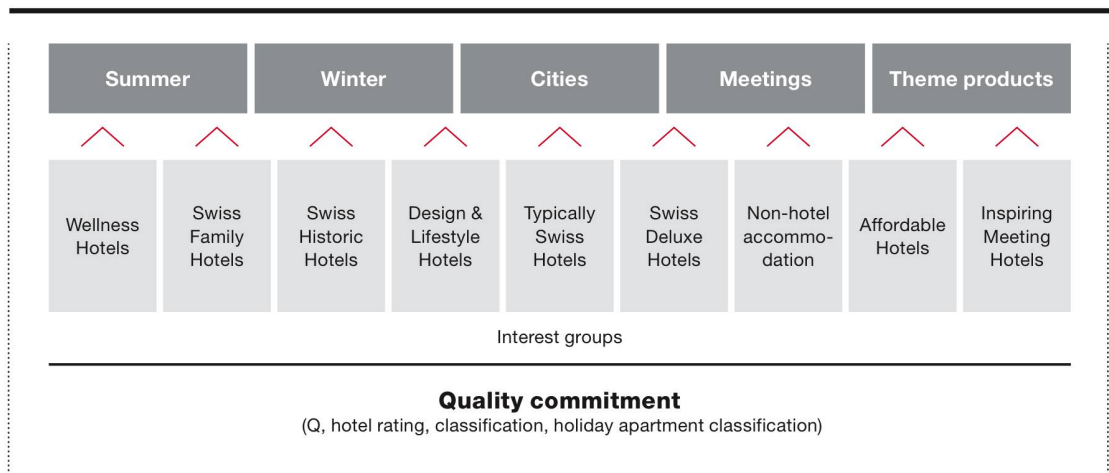 Summer
Winter
Cities
Meetings
Theme products
Wellness
Hotels
Swiss
Family
Hotels
Swiss
Historic
Hotels
Design &
Lifestyle
Hotels
Typically
Swiss
Hotels
Swiss
Deluxe
Hotels
Non-hotel
accommo-
dation
Affordable
Hotels
Inspiring
Meeting
Hotels
Interest groups
Quality commitment
(Q, hotel rating, classification, holiday apartment classification)